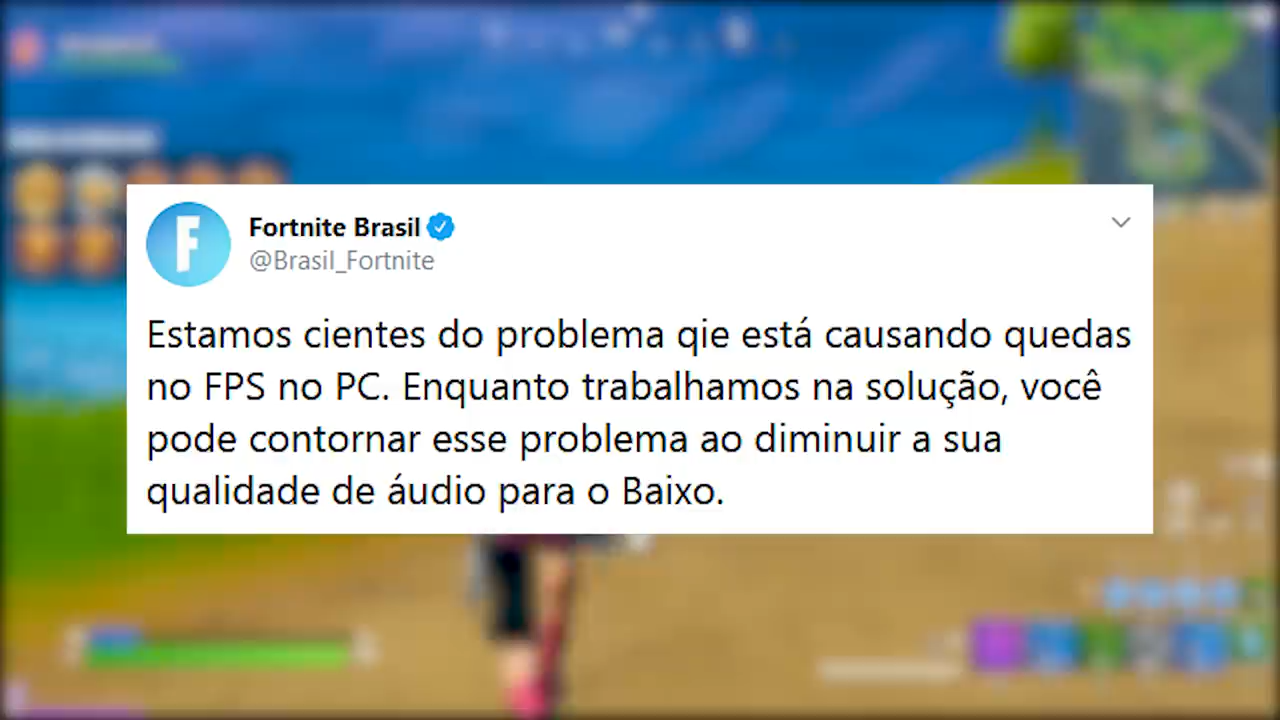 Fortnite Brasil
@Brasil_Fortnite
Estamos cientes do problema qie está causando quedas
no FPS no PC. Enquanto trabalhamos na solução, você
pode contornar esse problema ao diminuir a sua
qualidade de áudio para o Baixo.